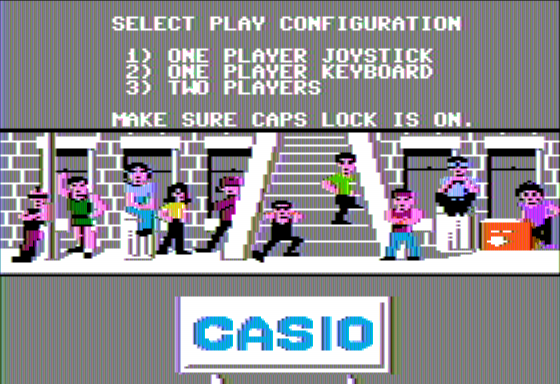 SELECT PLAY CONFIGURATION
1) ONE PLAYER JOYSTICK
2) ONE PLAYER KEYBOARD
3) TWO PLAYERS
MAKE SURE CAPS LOCK IS ON.
CASIO